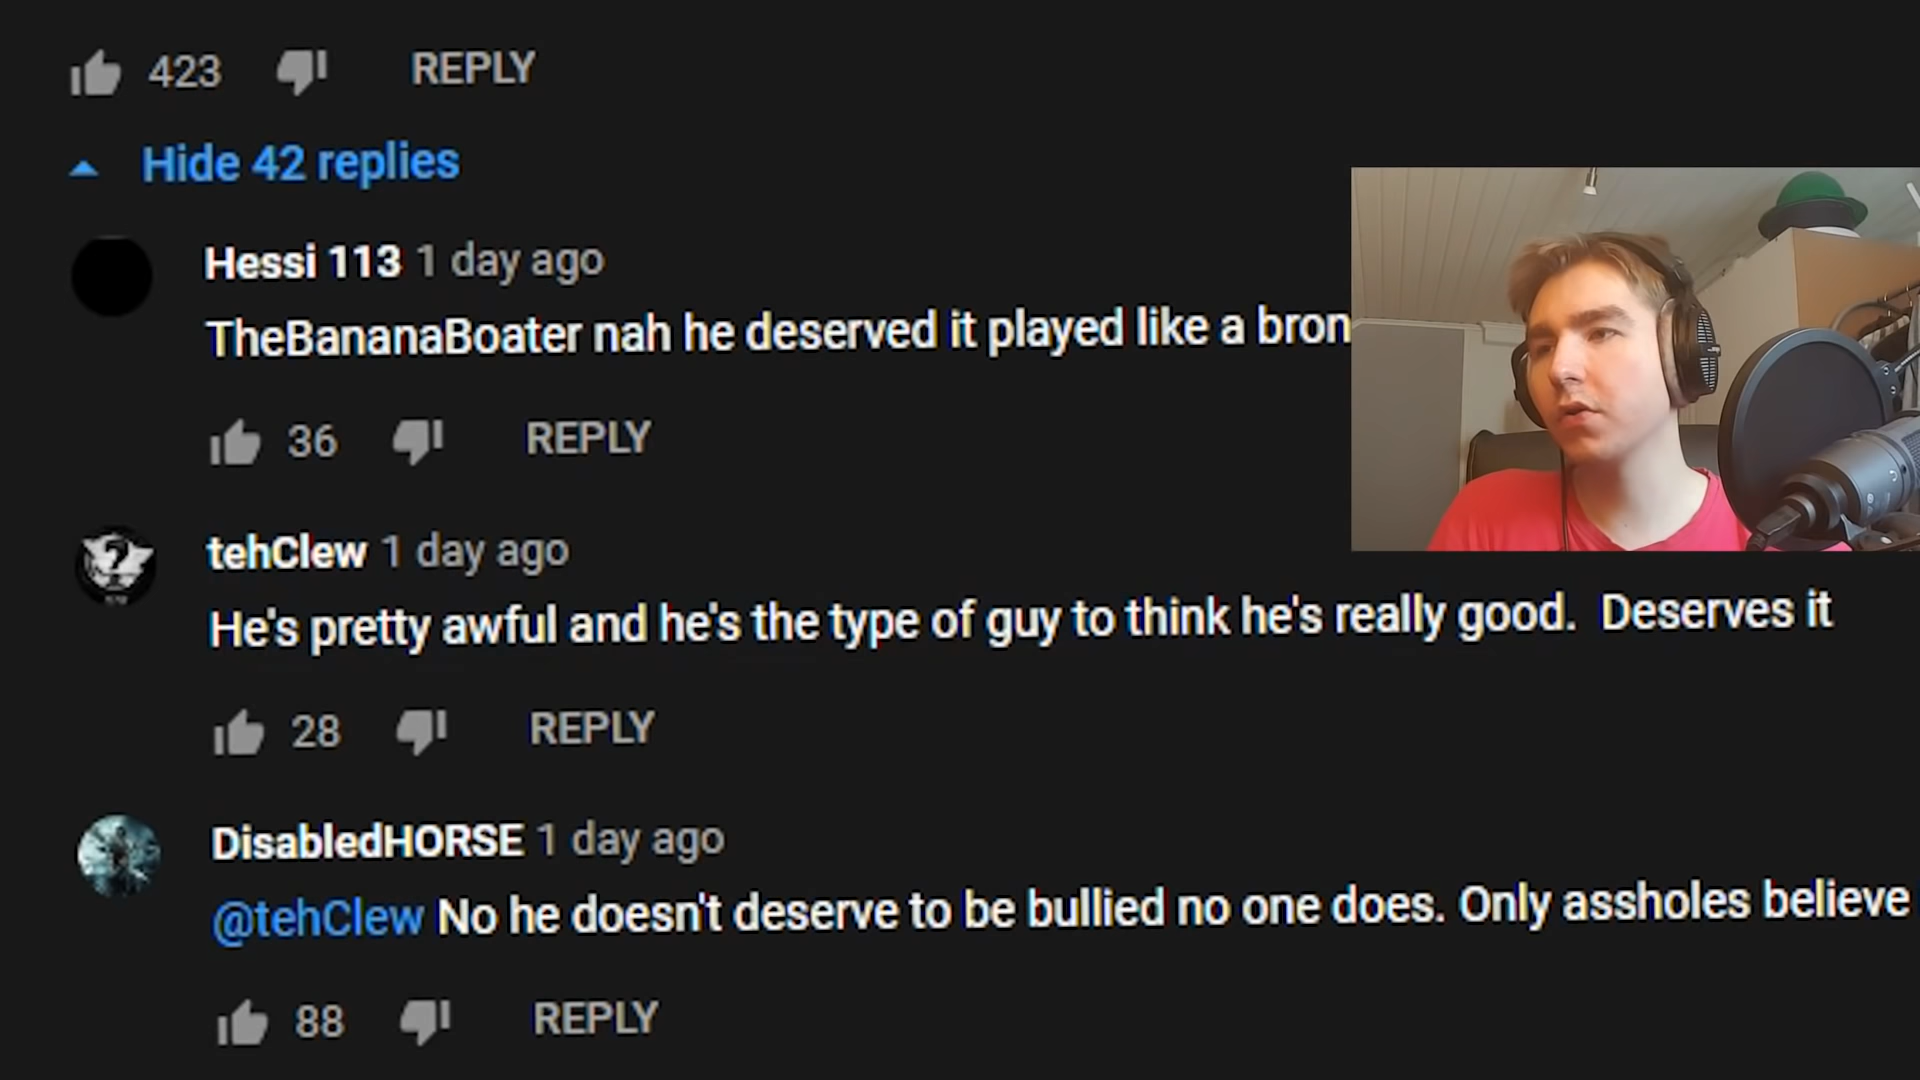 423 REPLY
Hide 42 replies
Hessi 113 1 day ago
TheBananaBoater nah he deserved it played like a bron
36 REPLY
tehClew 1 day ago
He's pretty awful and he's the type of guy to think he's really good. Deserves it
28 REPLY
DisabledHORSE 1 day ago
@tehClew No he doesn't deserve to be bullied no one does. Only assholes believe
88 REPLY